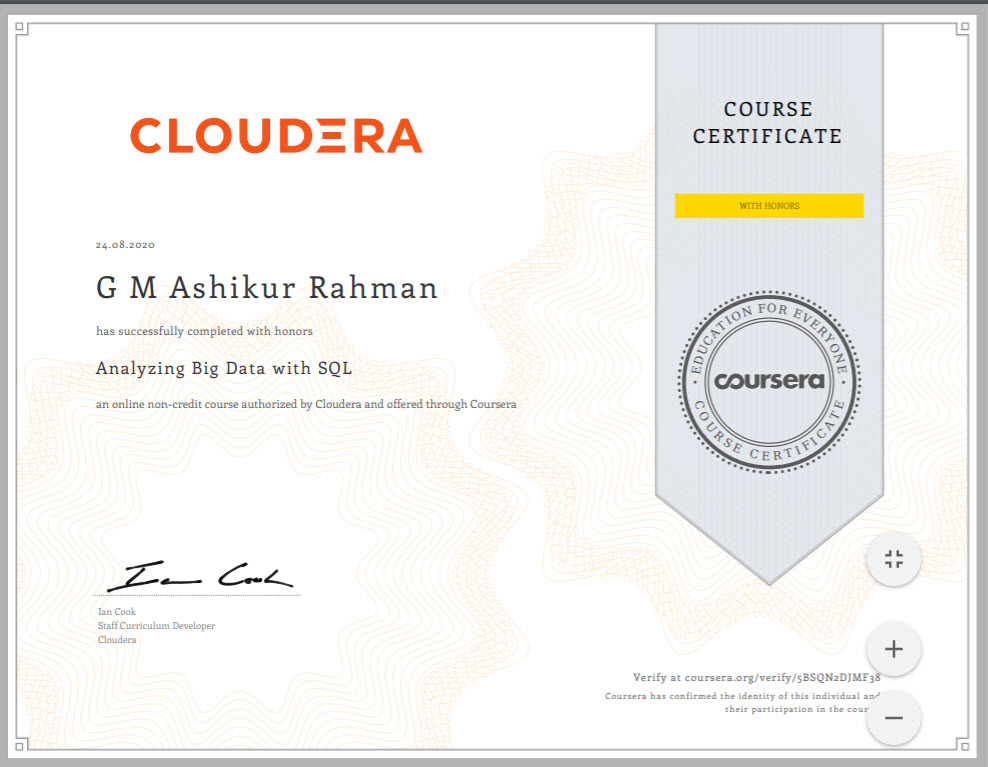 CLOUDERA
COURSE
CERTIFICATE
WITH HONORS
24.08.2020
G M Ashikur Rahman
has successfully completed with honors
Analyzing Big Data with SQL
an online non-credit course authorized by Cloudera and offered through Coursera
EDUCATION FOR EVERYONE
coursera
COURSE CERTIFICATE
Ian Cook
Ian Cook
Staff Curriculum Developer
Cloudera
Verify at coursera.org/verify/5BSQN2DJMF38
Coursera has confirmed the identity of this individual and
their participation in the